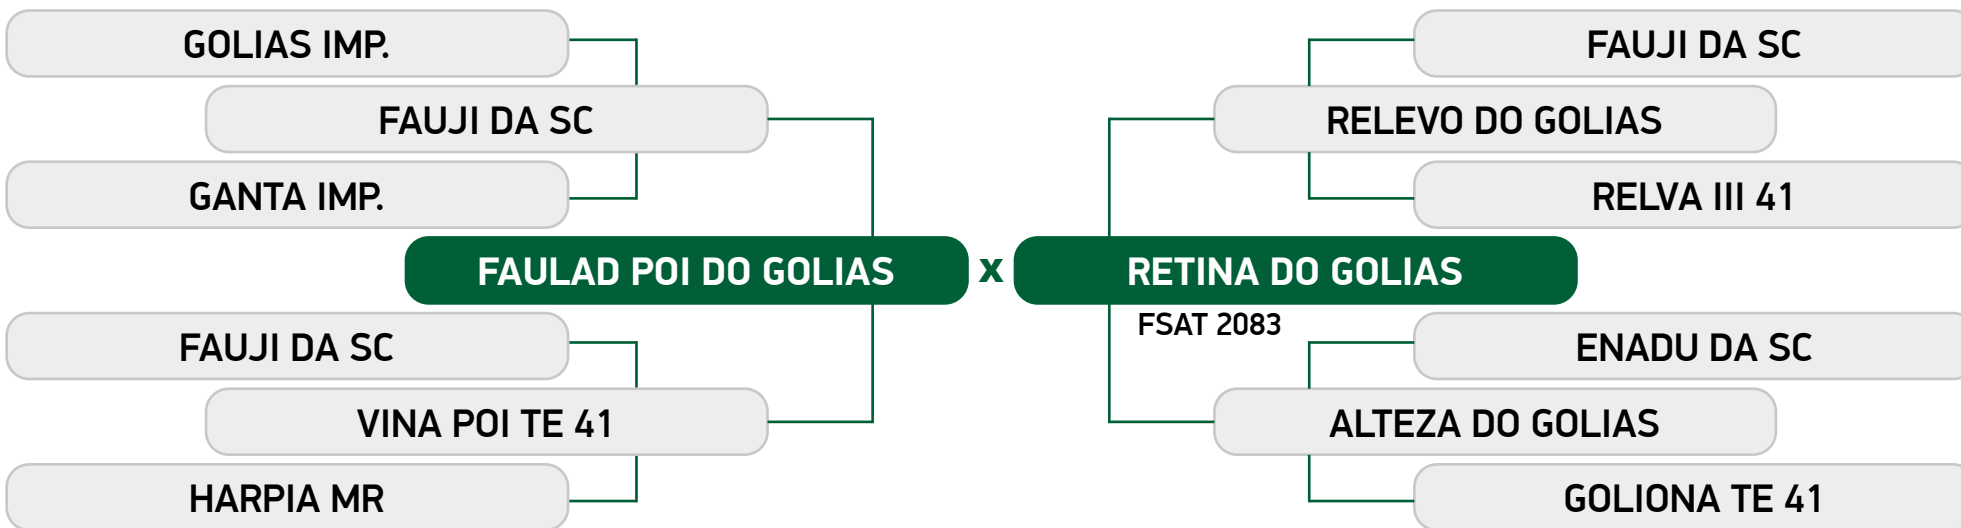 GOLIAS IMP.
FAUJI DA SC
GANTA IMP.
FAULAD POI DO GOLIAS
FAUJI DA SC
VINA POI TE 41
HARPIA MR
x
FAUJI DA SC
RELEVO DO GOLIAS
RELVA III 41
RETINA DO GOLIAS
FSAT 2083
ENADU DA SC
ALTEZA DO GOLIAS
GOLIONA TE 41